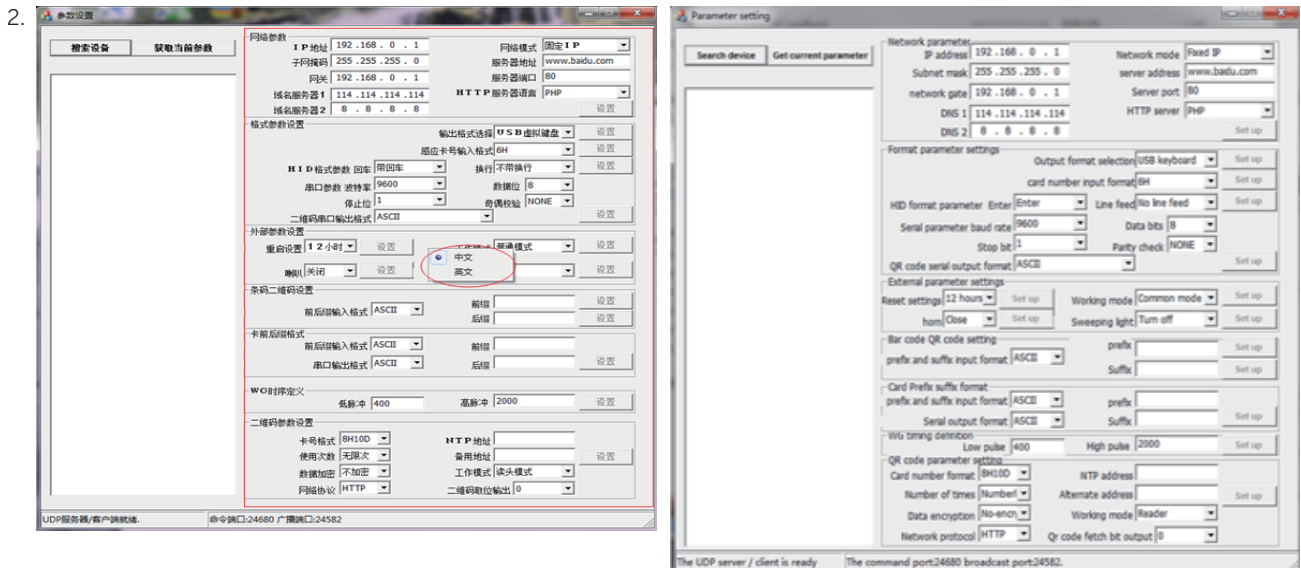 2.
参数设置
搜索设备 获取当前参数
网络参数
IP地址 192.168. 0 . 1 网络模式 固定IP
子网掩码 255.255.255. 0 服务器地址 www.baidu.com
网关 192.168. 0 . 1 服务器端口 80
域名服务器1 114.114.114.114 HTTP服务器语言 PHP
域名服务器2 8 . 8 . 8 . 8 设置
格式参数设置
输出格式选择 USB虚拟键盘 设置
感应卡号输入格式 6H 设置
HID格式参数 回车 带回车 换行 不带换行 设置
串口参数 波特率 9600 数据位 8
停止位 1 奇偶校验 NONE
二维码串口输出格式 ASCII 设置
外部参数设置
重启设置 12小时 设置 普通模式 设置
喇叭 关闭 设置 设置
中文
英文
条码二维码设置
前后缀输入格式 ASCII 前缀 设置
后缀 设置
卡前后缀格式
前后缀输入格式 ASCII 前缀
串口输出格式 ASCII 后缀 设置
WG时序定义
低脉冲 400 高脉冲 2000 设置
二维码参数设置
卡号格式 8H10D NTP地址
使用次数 无限次 备用地址 设置
数据加密 不加密 工作模式 读头模式
网络协议 HTTP 二维码取位输出 0
UDP服务器/客户端就绪. 命令端口:24680 广播端口:24582
Parameter setting
Search device Get current parameter
Network parameter
IP address 192 .168 . 0 . 1 Network mode Fixed IP
Subnet mask 255 .255 .255 . 0 server address www.baidu.com
network gate 192 .168 . 0 . 1 Server port 80
DNS 1 114 .114 .114 .114 HTTP server PHP
DNS 2 8 . 8 . 8 . 8 Set up
Format parameter settings
Output format selection USB keyboard Set up
card number input format 6H Set up
HID format parameter Enter Enter Line feed No line feed Set up
Serial parameter baud rate 9600 Data bits 8
Stop bit 1 Parity check NONE
QR code serial output format ASCII Set up
External parameter settings
Reset settings 12 hours Set up Working mode Common mode Set up
horn Close Set up Sweeping light Turn off Set up
Bar code QR code setting
prefix and suffix input format ASCII prefix Set up
Suffix Set up
Card Prefix suffix format
prefix and suffix input format ASCII prefix
Serial output format ASCII Suffix Set up
WG timing definition
Low pulse 400 High pulse 2000 Set up
QR code parameter setting
Card number format 8H10D NTP address
Number of times Numberl Alternate address Set up
Data encryption No-encry Working mode Reader
Network protocol HTTP Qr code fetch bit output 0
The UDP server / client is ready The command port:24680 broadcast port:24582.